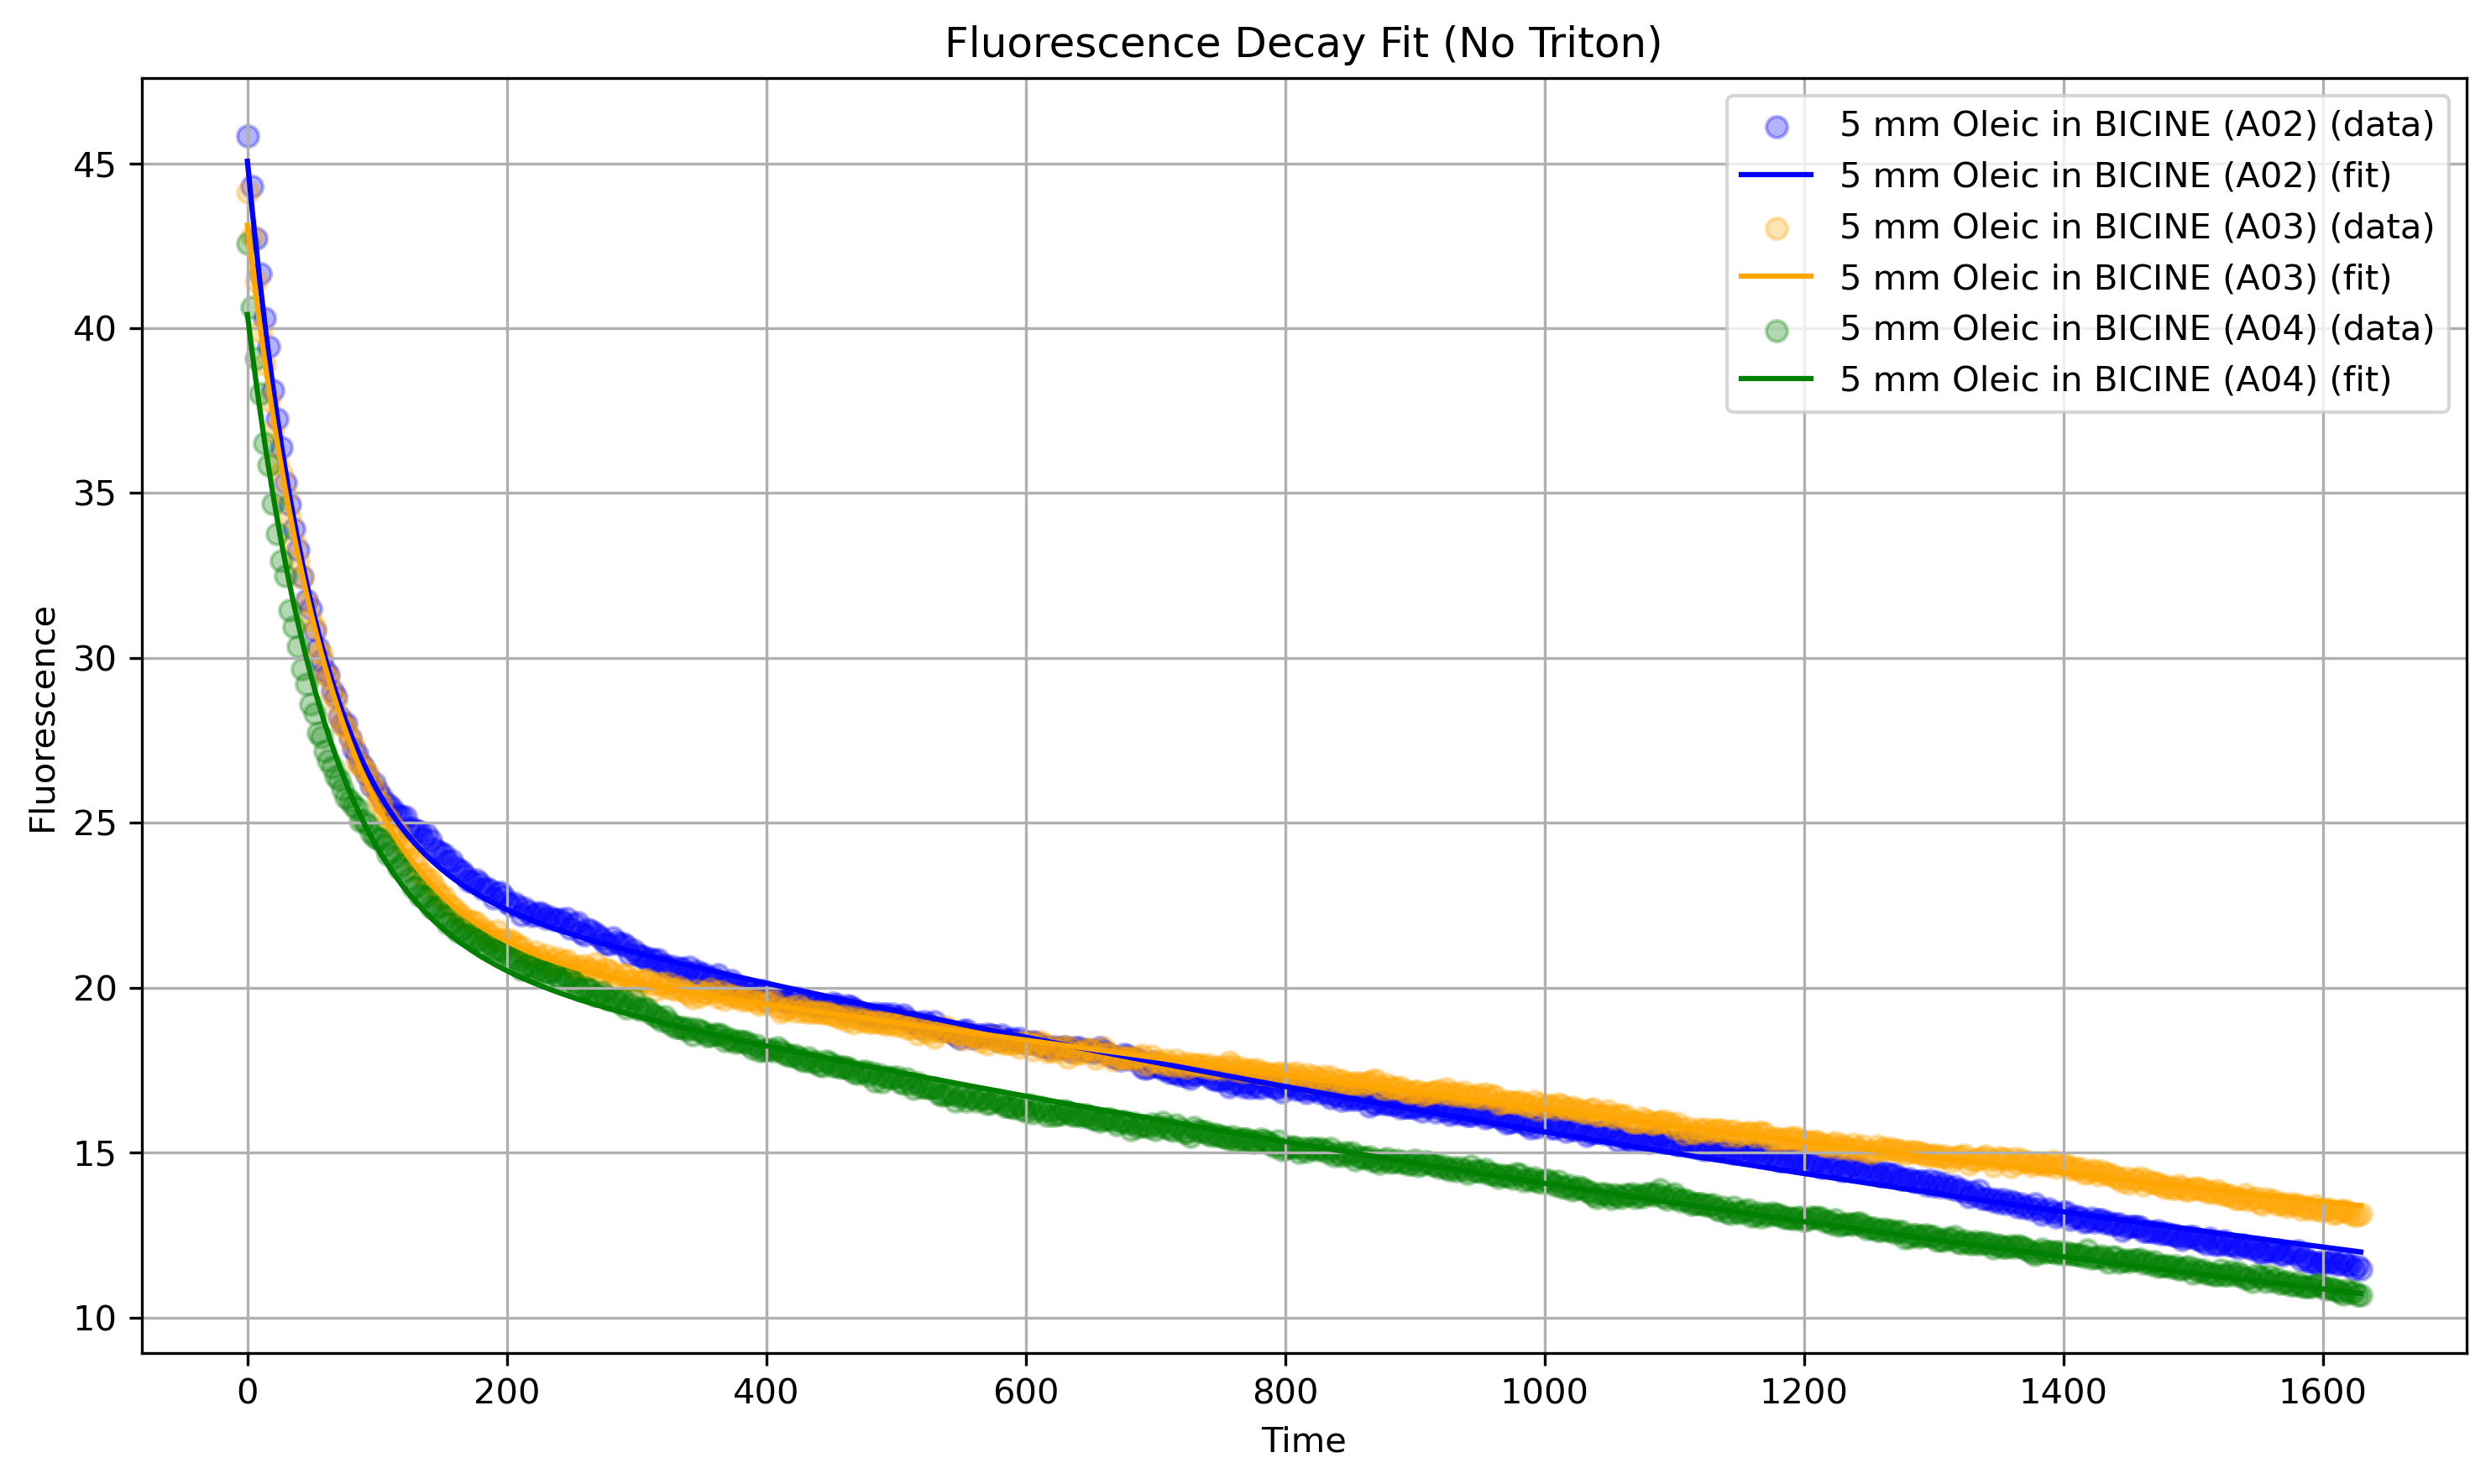 Fluorescence Decay Fit (No Triton)
5 mm Oleic in BICINE (A02) (data)
5 mm Oleic in BICINE (A02) (fit)
5 mm Oleic in BICINE (A03) (data)
5 mm Oleic in BICINE (A03) (fit)
5 mm Oleic in BICINE (A04) (data)
5 mm Oleic in BICINE (A04) (fit)
Fluorescence
45
40
35
30
25
20
15
10
0 200 400 600 800 1000 1200 1400 1600
Time